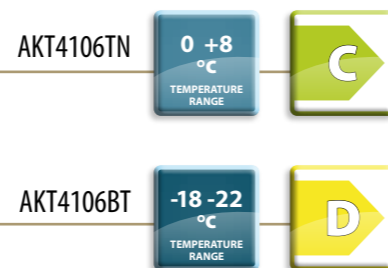 AKT4106TN
0 +8
°C
TEMPERATURE
RANGE
C
AKT4106BT
-18 -22
°C
TEMPERATURE
RANGE
D